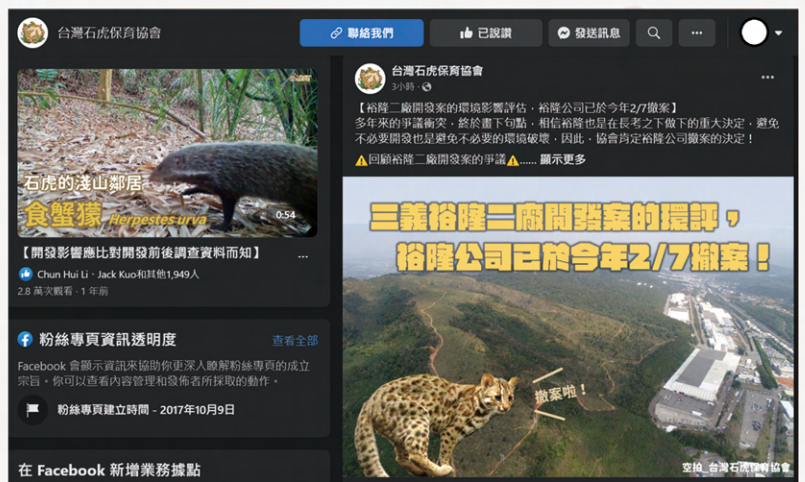 台灣石虎保育協會
聯絡我們
已說讚
發送訊息
石虎的淺山鄰居
食蟹獴 Herpestes urva
0:54
【開發影響應比對開發前後調查資料而知】
Chun Hui Li、Jack Kuo和其他1,949人
2.8 萬次觀看 · 1 年前
粉絲專頁資訊透明度
查看全部
Facebook 會顯示資訊來協助你更深入瞭解粉絲專頁的成立
宗旨。你可以查看內容管理和發佈者所採取的動作。
粉絲專頁建立時間 - 2017年10月9日
在 Facebook 新增業務據點
台灣石虎保育協會
3小時 ·
【裕隆二廠開發案的環境影響評估，裕隆公司已於今年2/7撤案】
多年來的爭議衝突，終於畫下句點，相信裕隆也是在長考之下做下的重大決定，避免
不必要開發也是避免不必要的環境破壞，因此，協會肯定裕隆公司撤案的決定！
⚠️回顧裕隆二廠開發案的爭議⚠️...... 顯示更多
三義裕隆二廠開發案的環評，
裕隆公司已於今年2/7撤案！
撤案啦！
空拍_台灣石虎保育協會